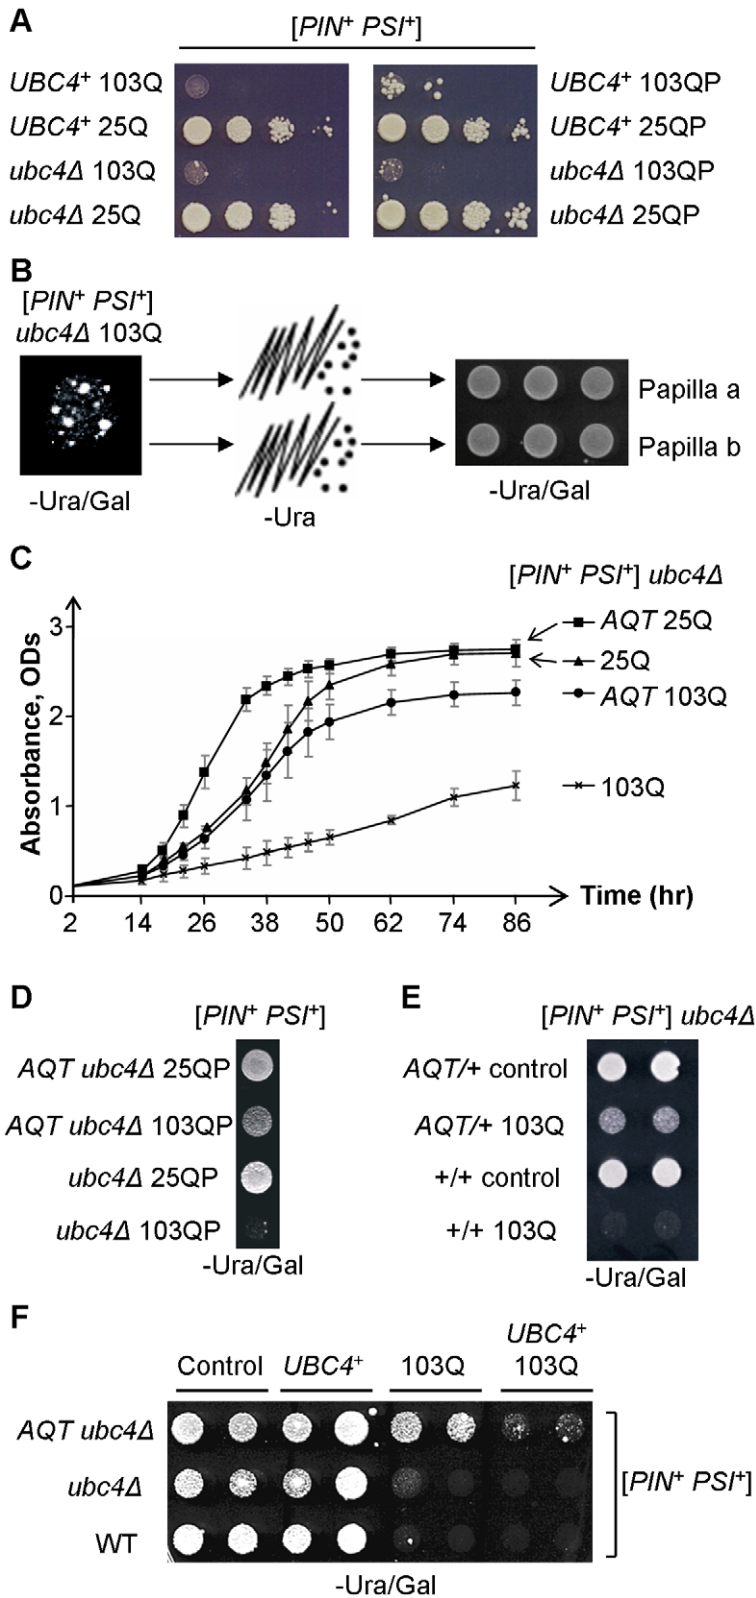 A
[PIN+ PSI+]
UBC4+ 103Q
UBC4+ 103QP
UBC4+ 25Q
UBC4+ 25QP
ubc4Δ 103Q
ubc4Δ 103QP
ubc4Δ 25Q
ubc4Δ 25QP
B
[PIN+ PSI+]
ubc4Δ 103Q
Papilla a
Papilla b
-Ura/Gal
-Ura
-Ura/Gal
C
[PIN+ PSI+] ubc4Δ
AQT 25Q
25Q
AQT 103Q
103Q
Absorbance, ODs
3
2
1
0
2 14 26 38 50 62 74 86
Time (hr)
D
[PIN+ PSI+]
AQT ubc4Δ 25QP
AQT ubc4Δ 103QP
ubc4Δ 25QP
ubc4Δ 103QP
-Ura/Gal
E
[PIN+ PSI+] ubc4Δ
AQT/+ control
AQT/+ 103Q
+/+ control
+/+ 103Q
-Ura/Gal
F
Control UBC4+ 103Q UBC4+
103Q
AQT ubc4Δ
ubc4Δ
WT
[PIN+ PSI+]
-Ura/Gal